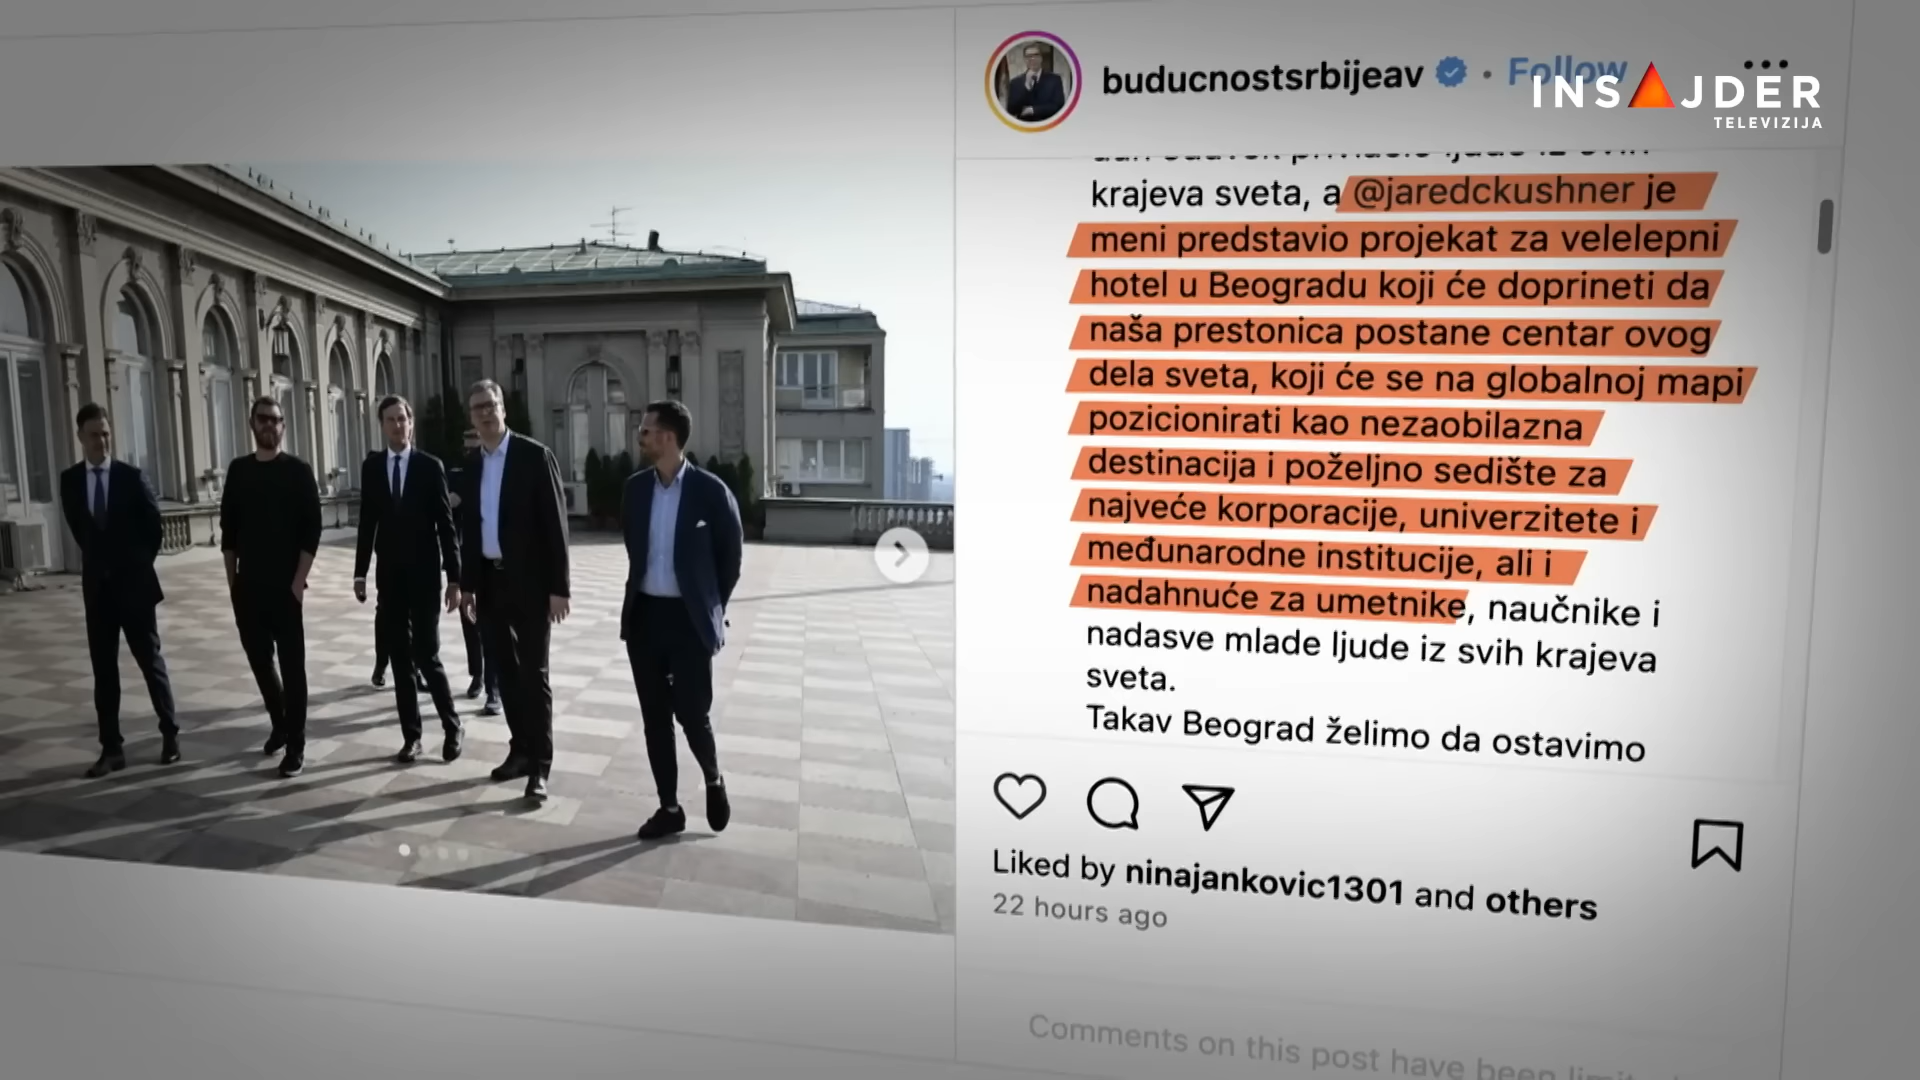 buducnostsrbijeav • Follow
INSAJDER
TELEVIZIJA
krajeva sveta, a @jaredckushner je
meni predstavio projekat za velelepni
hotel u Beogradu koji će doprineti da
naša prestonica postane centar ovog
dela sveta, koji će se na globalnoj mapi
pozicionirati kao nezaobilazna
destinacija i poželjno sedište za
najveće korporacije, univerzitete i
međunarodne institucije, ali i
nadahnuće za umetnike, naučnike i
nadasve mlade ljude iz svih krajeva
sveta.
Takav Beograd želimo da ostavimo
Liked by ninajankovic1301 and others
22 hours ago
Comments on this post have been